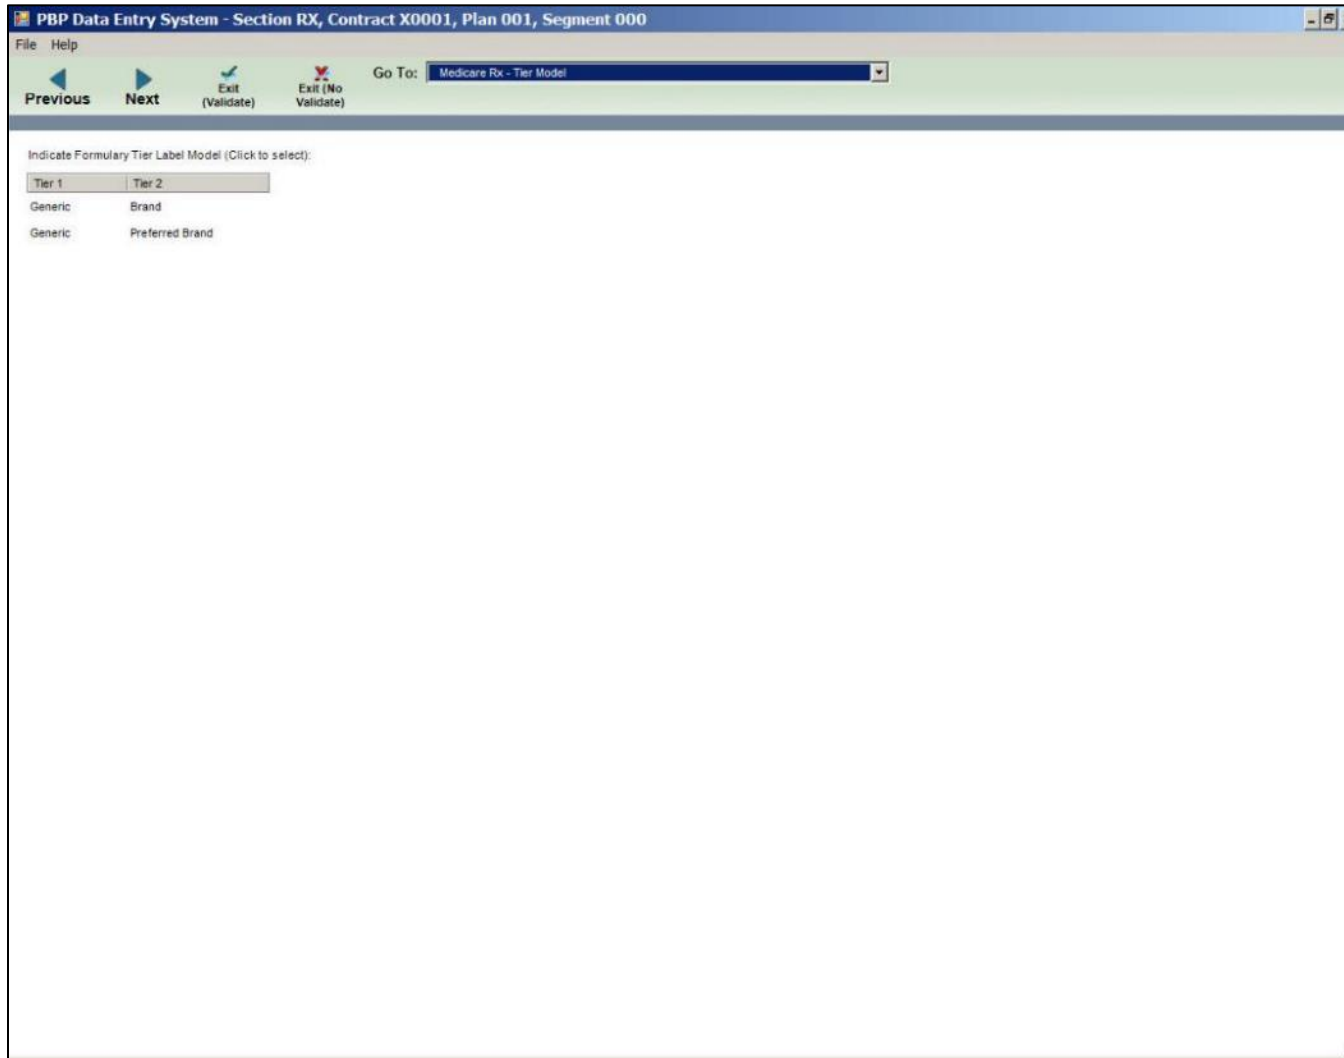 PBP Data Entry System - Section RX, Contract X0001, Plan 001, Segment 000
File Help
Previous Next Exit (Validate) Exit (No Validate) Go To: Medicare Rx - Tier Model
Indicate Formulary Tier Label Model (Click to select):
Tier 1 Tier 2
Generic Brand
Generic Preferred Brand